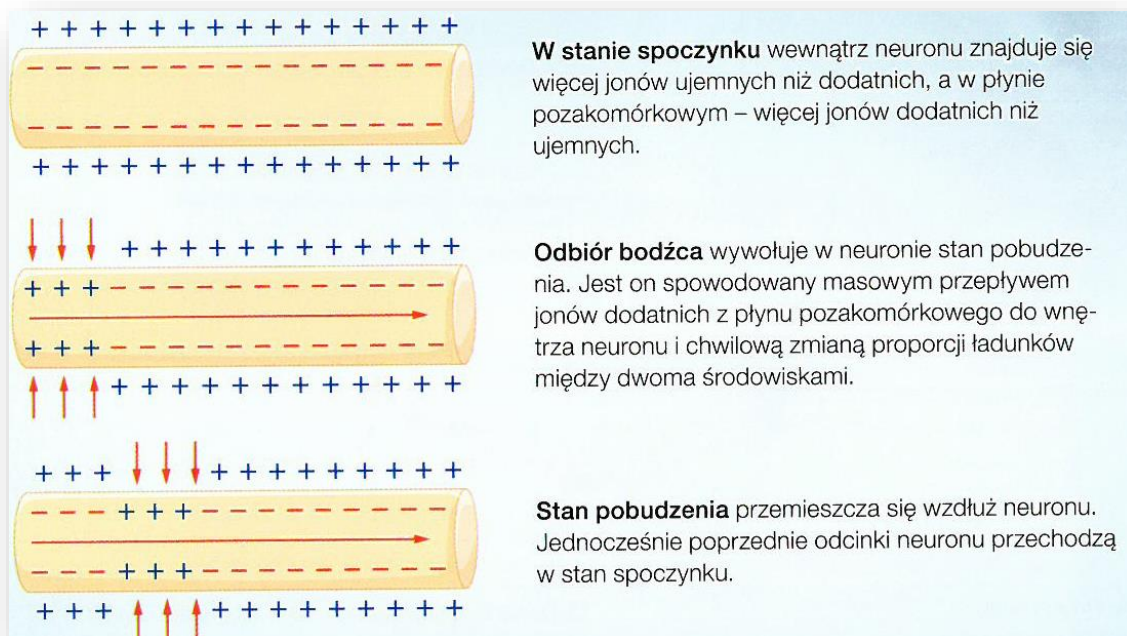 W stanie spoczynku wewnątrz neuronu znajduje się
więcej jonów ujemnych niż dodatnich, a w płynie
pozakomórkowym – więcej jonów dodatnich niż
ujemnych.
Odbiór bodźca wywołuje w neuronie stan pobudze-
nia. Jest on spowodowany masowym przepływem
jonów dodatnich z płynu pozakomórkowego do wnę-
trza neuronu i chwilową zmianą proporcji ładunków
między dwoma środowiskami.
Stan pobudzenia przemieszcza się wzdłuż neuronu.
Jednocześnie poprzednie odcinki neuronu przechodzą
w stan spoczynku.